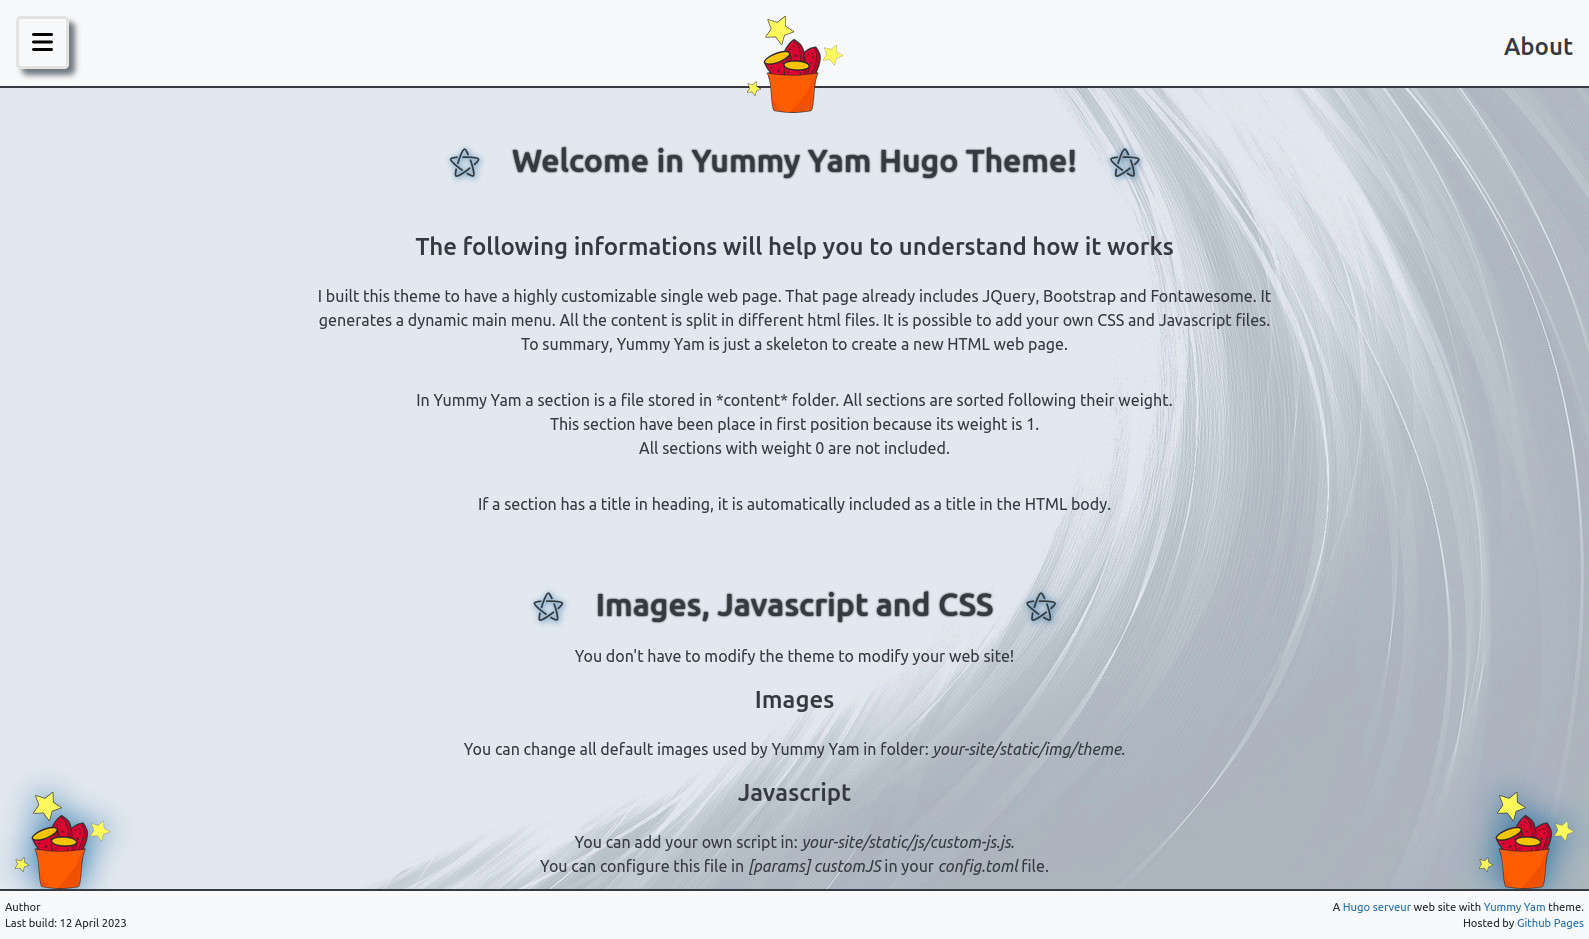 About
Welcome in Yummy Yam Hugo Theme!
The following informations will help you to understand how it works
I built this theme to have a highly customizable single web page. That page already includes JQuery, Bootstrap and Fontawesome. It
generates a dynamic main menu. All the content is split in different html files. It is possible to add your own CSS and Javascript files.
To summary, Yummy Yam is just a skeleton to create a new HTML web page.
In Yummy Yam a section is a file stored in *content* folder. All sections are sorted following their weight.
This section have been place in first position because its weight is 1.
All sections with weight 0 are not included.
If a section has a title in heading, it is automatically included as a title in the HTML body.
Images, Javascript and CSS
You don't have to modify the theme to modify your web site!
Images
You can change all default images used by Yummy Yam in folder: your-site/static/img/theme.
Javascript
You can add your own script in: your-site/static/js/custom-js.js.
You can configure this file in [params] customJS in your config.toml file.
Author
Last build: 12 April 2023
A Hugo serveur web site with Yummy Yam theme.
Hosted by Github Pages